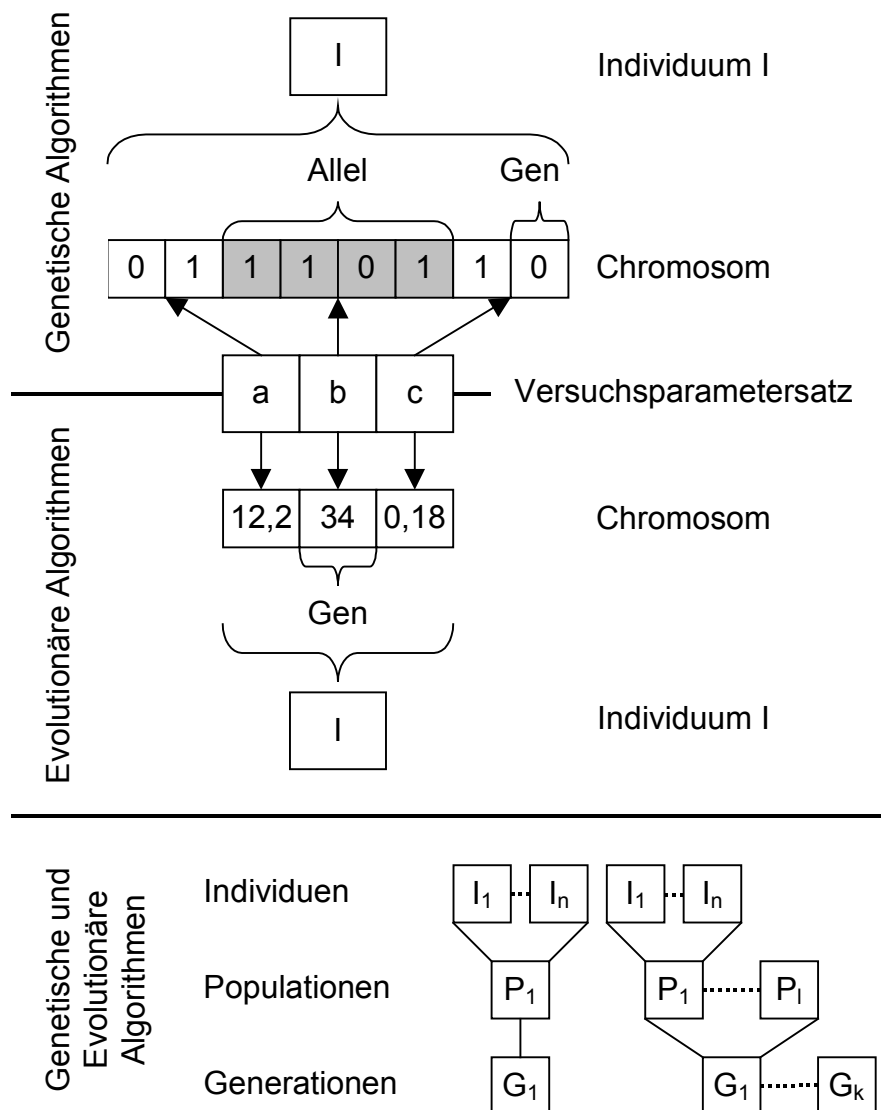 Genetische Algorithmen
I
Individuum I
Allel
Gen
0 1 1 1 0 1 1 0
Chromosom
a b c
Versuchsparametersatz
Evolutionäre Algorithmen
12,2 34 0,18
Chromosom
Gen
I
Individuum I
Genetische und
Evolutionäre
Algorithmen
Individuen
I1 In I1 In
Populationen
P1 P1 Pl
Generationen
G1 G1 Gk